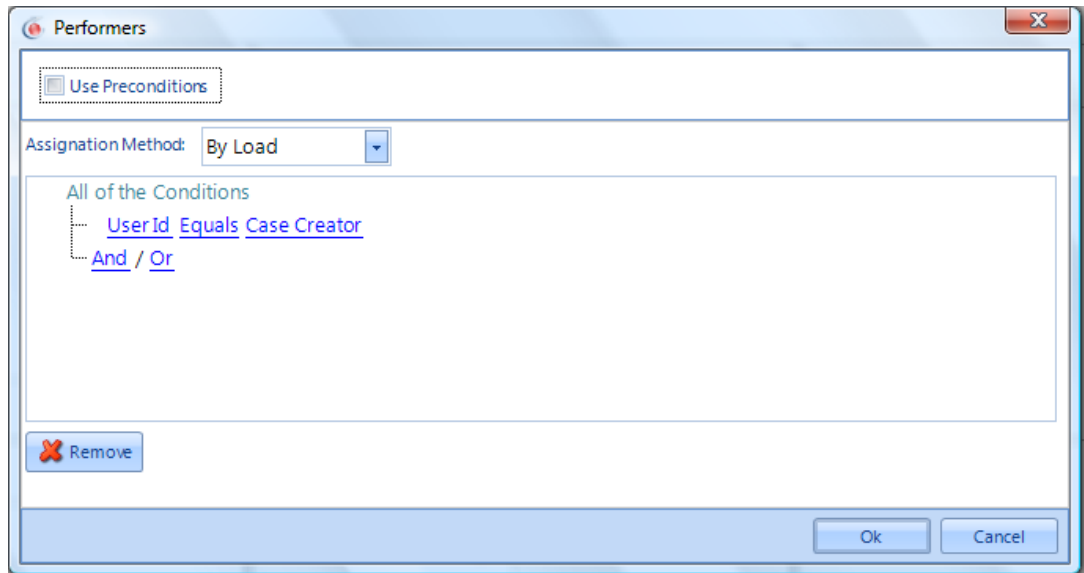 Performers
Use Preconditions
Assignation Method: By Load
All of the Conditions
User Id Equals Case Creator
And / Or
Remove
Ok Cancel